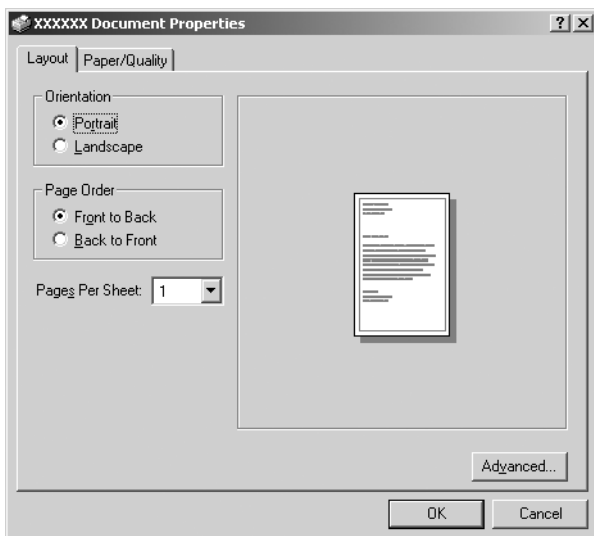 XXXXXX Document Properties
Layout
Paper/Quality
Orientation
Portrait
Landscape
Page Order
Front to Back
Back to Front
Pages Per Sheet: 1
Advanced...
OK
Cancel